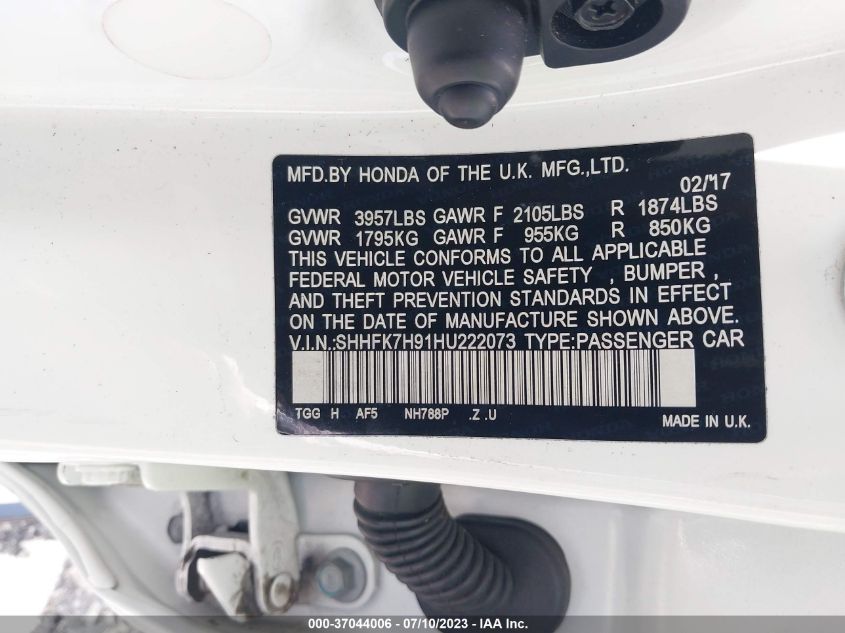 MFD.BY HONDA OF THE U.K. MFG.,LTD.
02/'17
GVWR 3957LBS GAWR F 2105LBS R 1874LBS
GVWR 1795KG GAWR F 955KG R 850KG
THIS VEHICLE CONFORMS TO ALL APPLICABLE
FEDERAL MOTOR VEHICLE SAFETY , BUMPER ,
AND THEFT PREVENTION STANDARDS IN EFFECT
ON THE DATE OF MANUFACTURE SHOWN ABOVE.
V.I.N.:SHHFK7H91HU222073 TYPE:PASSENGER CAR
TGG H AF5 NH788P .Z .U
MADE IN U.K.
000-37044006 - 07/10/2023 - IAA Inc.